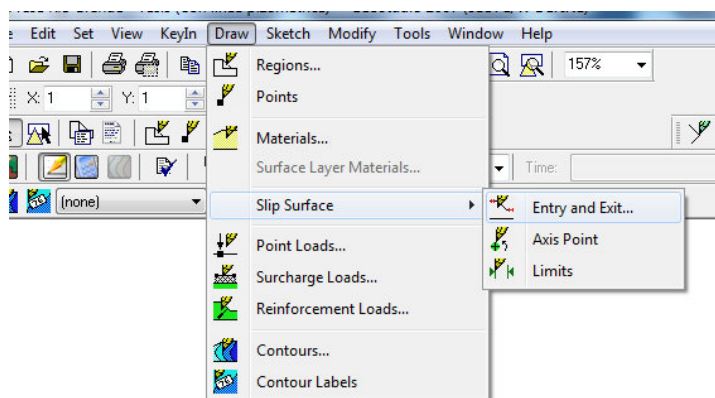 Edit Set View KeyIn Draw Sketch Modify Tools Window Help
Regions... 157%
X: 1 Y: 1 Points
Materials...
Surface Layer Materials... Time:
(none) Slip Surface Entry and Exit...
Point Loads... Axis Point
Surcharge Loads... Limits
Reinforcement Loads...
Contours...
Contour Labels